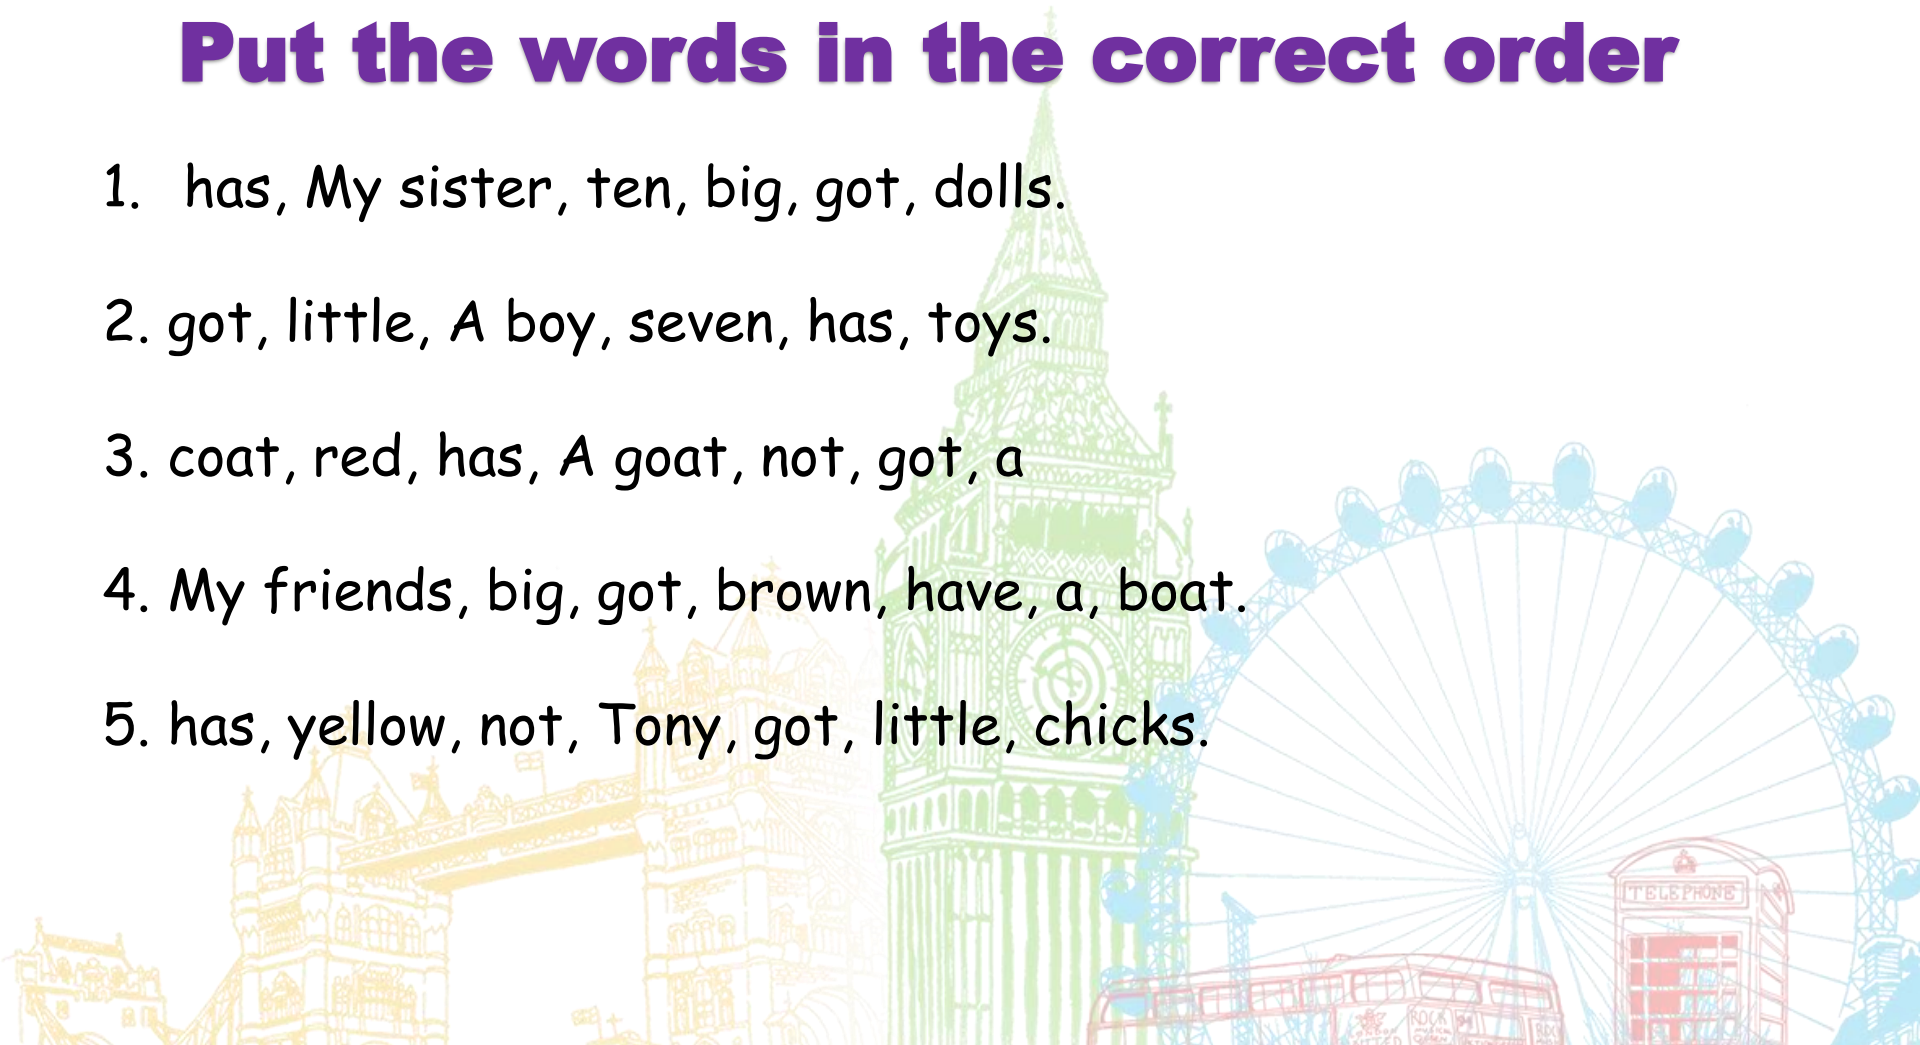 Put the words in the correct order
1. has, My sister, ten, big, got, dolls.
2. got, little, A boy, seven, has, toys.
3. coat, red, has, A goat, not, got, a
4. My friends, big, got, brown, have, a, boat.
5. has, yellow, not, Tony, got, little, chicks.
TELEPHONE
ROCK